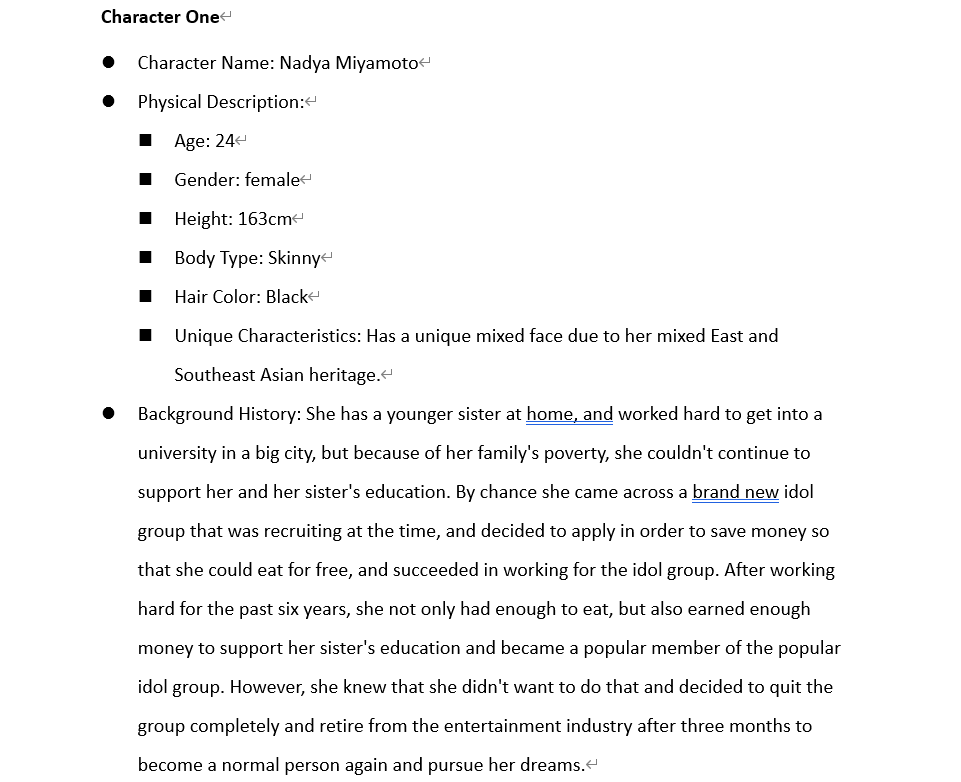 Character One
● Character Name: Nadya Miyamoto
● Physical Description:
■ Age: 24
■ Gender: female
■ Height: 163cm
■ Body Type: Skinny
■ Hair Color: Black
■ Unique Characteristics: Has a unique mixed face due to her mixed East and
Southeast Asian heritage.
● Background History: She has a younger sister at home, and worked hard to get into a
university in a big city, but because of her family's poverty, she couldn't continue to
support her and her sister's education. By chance she came across a brand new idol
group that was recruiting at the time, and decided to apply in order to save money so
that she could eat for free, and succeeded in working for the idol group. After working
hard for the past six years, she not only had enough to eat, but also earned enough
money to support her sister's education and became a popular member of the popular
idol group. However, she knew that she didn't want to do that and decided to quit the
group completely and retire from the entertainment industry after three months to
become a normal person again and pursue her dreams.